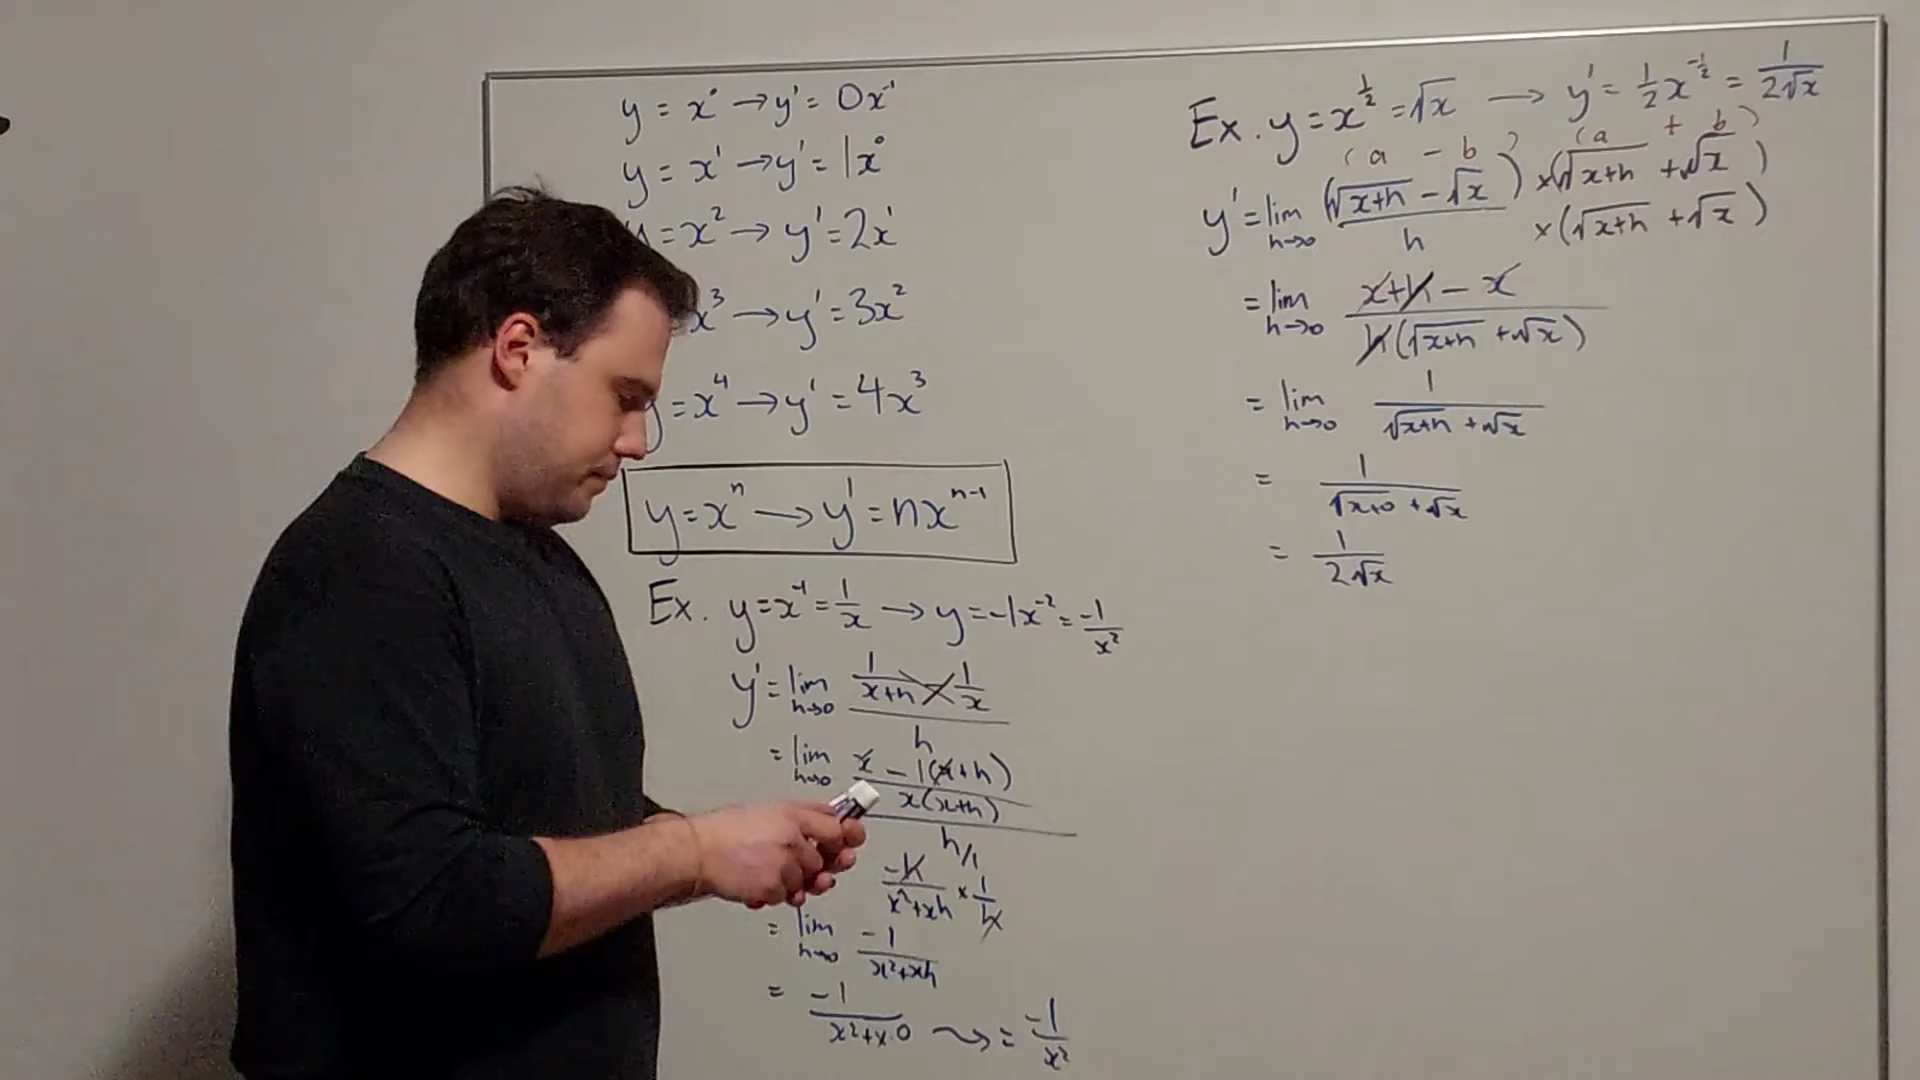 y = x⁰ → y' = 0x⁻¹
y = x¹ → y' = 1x⁰
y = x² → y' = 2x¹
x³ → y' = 3x²
y = x⁴ → y' = 4x³
y = xⁿ → y' = nxⁿ⁻¹
Ex. y = x⁻¹ = 1/x → y = -1x⁻² = -1/x²
y' = lim h→0 (1/(x+h) - 1/x)/h
= lim h→0 ((x - 1(x+h))/(x(x+h)))/(h/1)
-h/(x²+xh) × 1/h
= lim h→0 -1/(x²+xh)
= -1/(x²+x·0) ⤳ = -1/x²
Ex. y = x^(1/2) = √x → y' = 1/2 x^(-1/2) = 1/(2√x)
(a - b) (a + b)
y' = lim h→0 (√(x+h) - √x)/h × (√(x+h) + √x)
× (√(x+h) + √x)
= lim h→0 (x+h - x)/(h(√(x+h) + √x))
= lim h→0 1/(√(x+h) + √x)
= 1/(√(x+0) + √x)
= 1/(2√x)